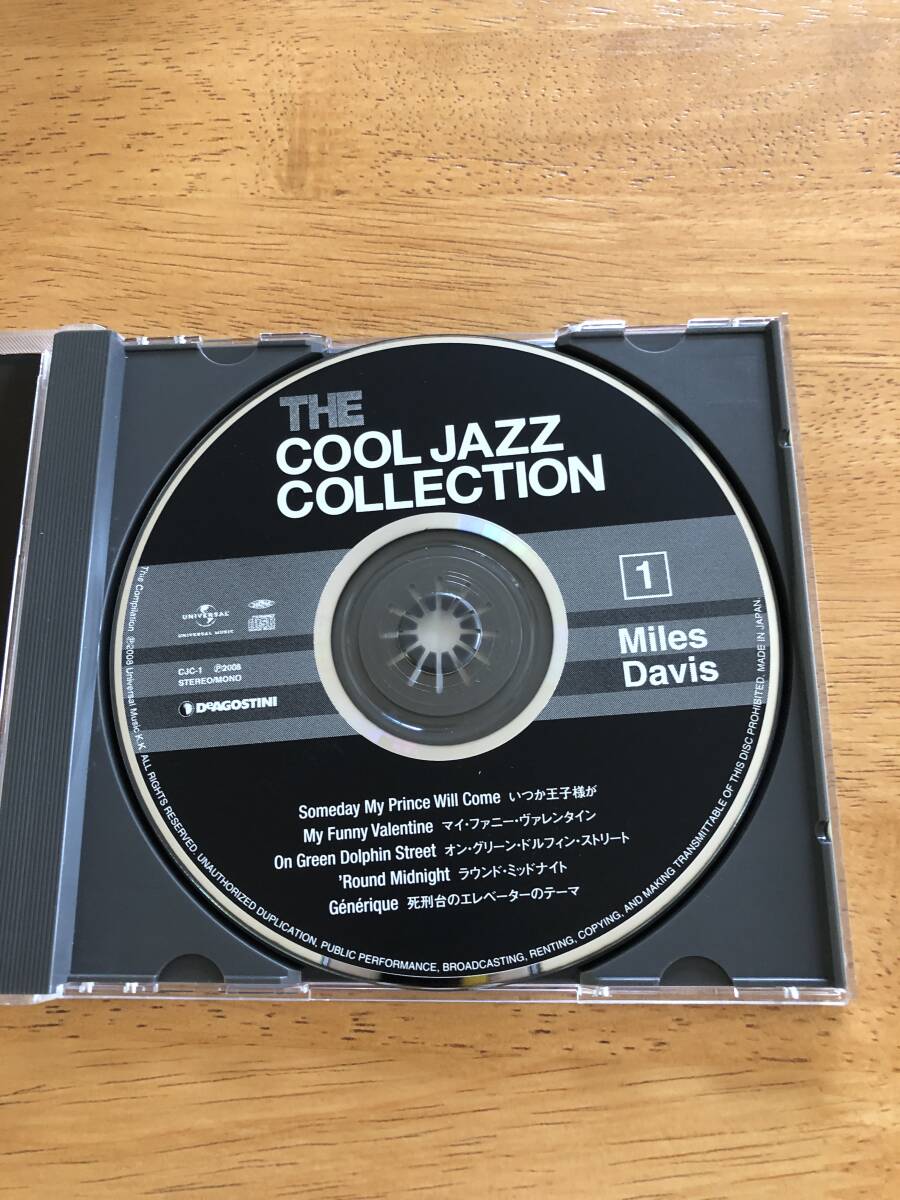 THE
COOL JAZZ
COLLECTION
1
Miles
Davis
UNIVERSAL
UNIVERSAL MUSIC
CJC-1 ℗2008
STEREO/MONO
DeAGOSTINI
Someday My Prince Will Come いつか王子様が
My Funny Valentine マイ・ファニー・ヴァレンタイン
On Green Dolphin Street オン・グリーン・ドルフィン・ストリート
'Round Midnight ラウンド・ミッドナイト
Générique 死刑台のエレベーターのテーマ
The Compilation ℗2008 Universal Music K.K. ALL RIGHTS RESERVED. UNAUTHORIZED DUPLICATION, PUBLIC PERFORMANCE, BROADCASTING, RENTING, COPYING, AND MAKING TRANSMITTABLE OF THIS DISC PROHIBITED. MADE IN JAPAN.